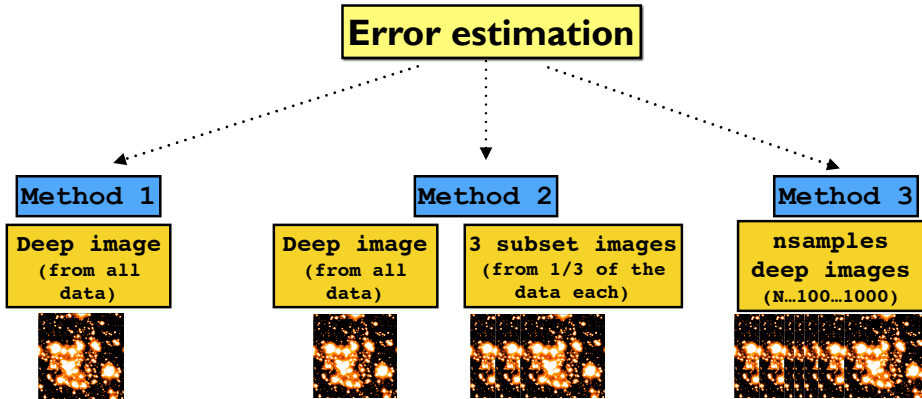 Error estimation
Method 1
Deep image
(from all
data)
Method 2
Deep image
(from all
data)
3 subset images
(from 1/3 of the
data each)
Method 3
nsamples
deep images
(N…100…1000)